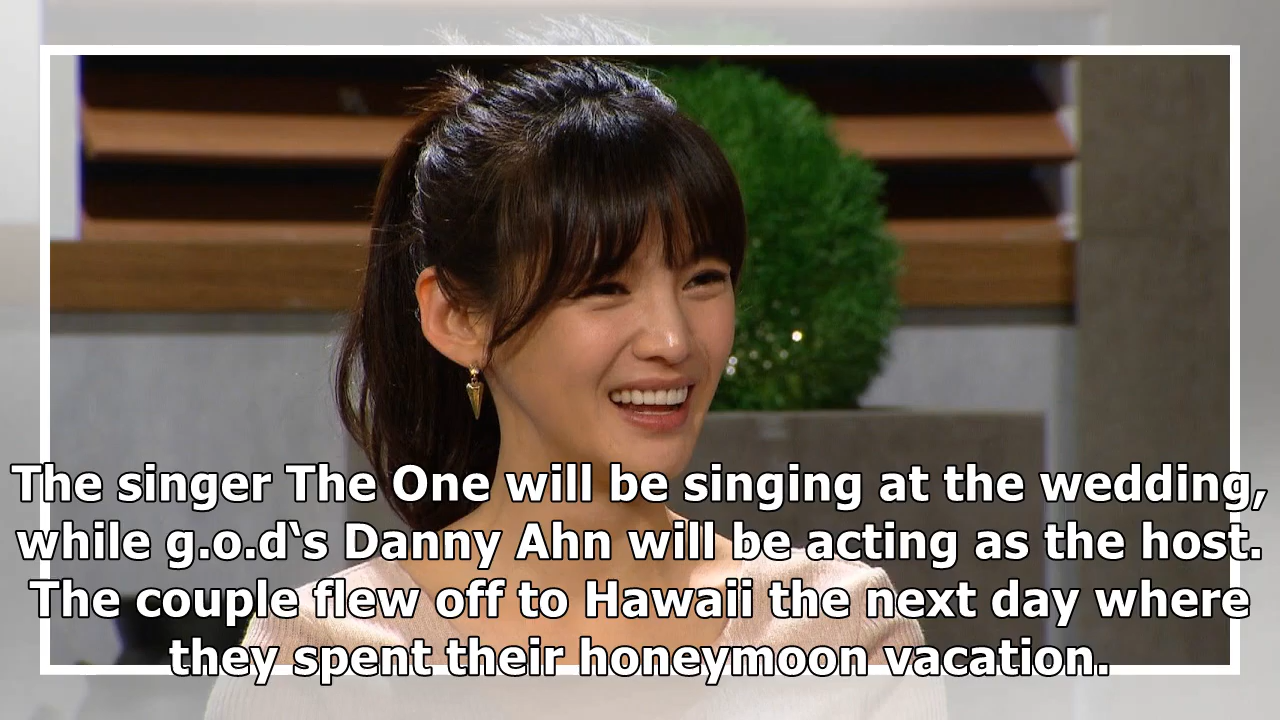 The singer The One will be singing at the wedding,
while g.o.d‘s Danny Ahn will be acting as the host.
The couple flew off to Hawaii the next day where
they spent their honeymoon vacation.